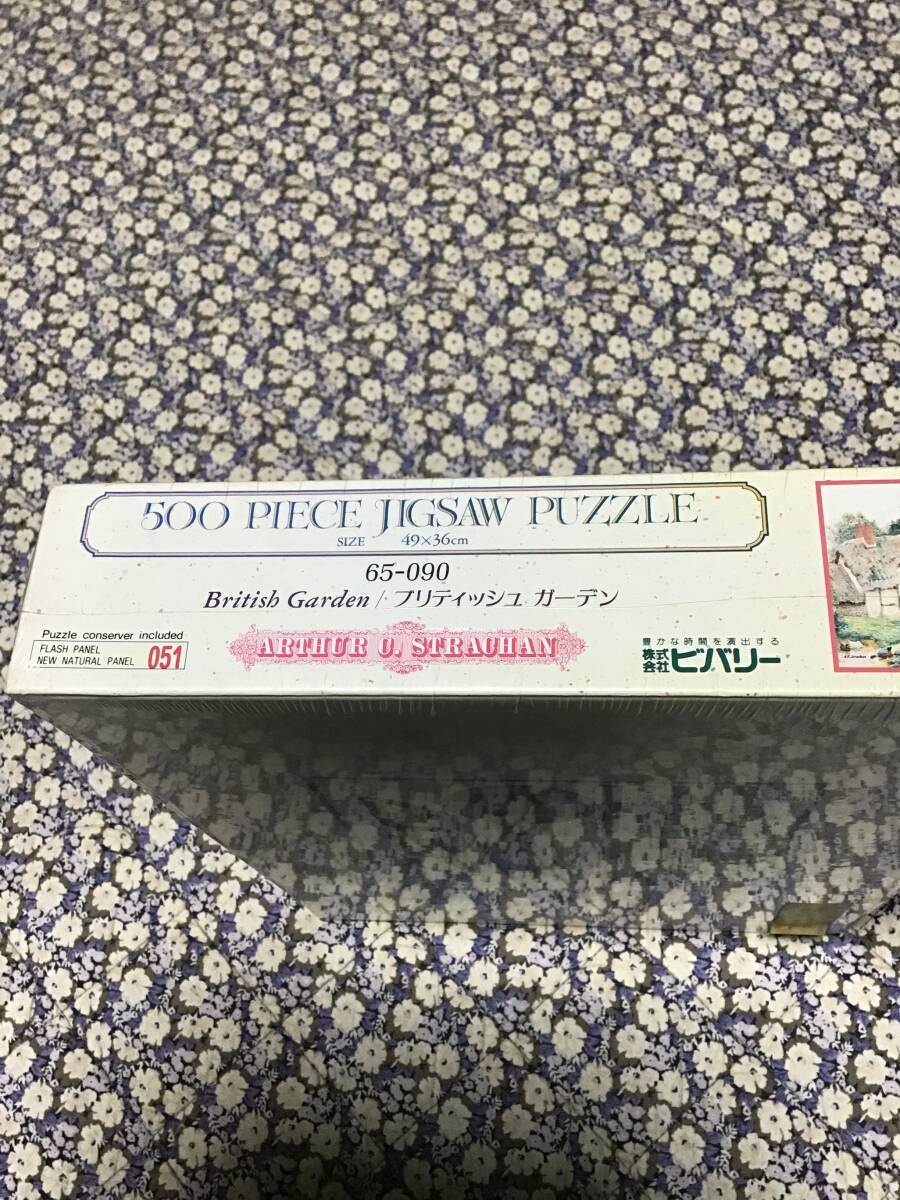 500 PIECE JIGSAW PUZZLE
SIZE 49×36cm
65-090
British Garden / ブリティッシュ ガーデン
Puzzle conserver included
FLASH PANEL
NEW NATURAL PANEL 051
ARTHUR C. STRACHAN
豊かな時間を演出する
株式会社ビバリー